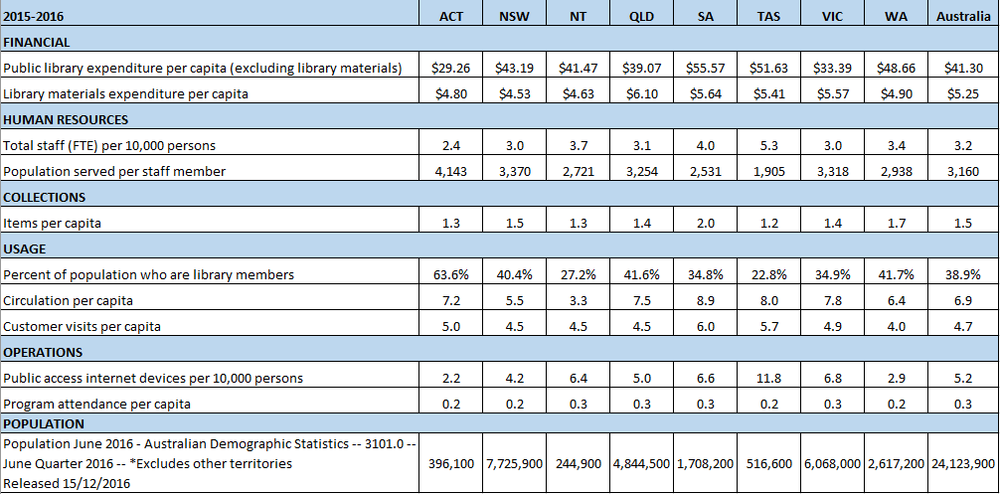 2015-2016 ACT NSW NT QLD SA TAS VIC WA Australia
FINANCIAL
Public library expenditure per capita (excluding library materials) $29.26 $43.19 $41.47 $39.07 $55.57 $51.63 $33.39 $48.66 $41.30
Library materials expenditure per capita $4.80 $4.53 $4.63 $6.10 $5.64 $5.41 $5.57 $4.90 $5.25
HUMAN RESOURCES
Total staff (FTE) per 10,000 persons 2.4 3.0 3.7 3.1 4.0 5.3 3.0 3.4 3.2
Population served per staff member 4,143 3,370 2,721 3,254 2,531 1,905 3,318 2,938 3,160
COLLECTIONS
Items per capita 1.3 1.5 1.3 1.4 2.0 1.2 1.4 1.7 1.5
USAGE
Percent of population who are library members 63.6% 40.4% 27.2% 41.6% 34.8% 22.8% 34.9% 41.7% 38.9%
Circulation per capita 7.2 5.5 3.3 7.5 8.9 8.0 7.8 6.4 6.9
Customer visits per capita 5.0 4.5 4.5 4.5 6.0 5.7 4.9 4.0 4.7
OPERATIONS
Public access internet devices per 10,000 persons 2.2 4.2 6.4 5.0 6.6 11.8 6.8 2.9 5.2
Program attendance per capita 0.2 0.2 0.3 0.3 0.3 0.2 0.3 0.2 0.3
POPULATION
Population June 2016 - Australian Demographic Statistics -- 3101.0 --
June Quarter 2016 -- *Excludes other territories 396,100 7,725,900 244,900 4,844,500 1,708,200 516,600 6,068,000 2,617,200 24,123,900
Released 15/12/2016